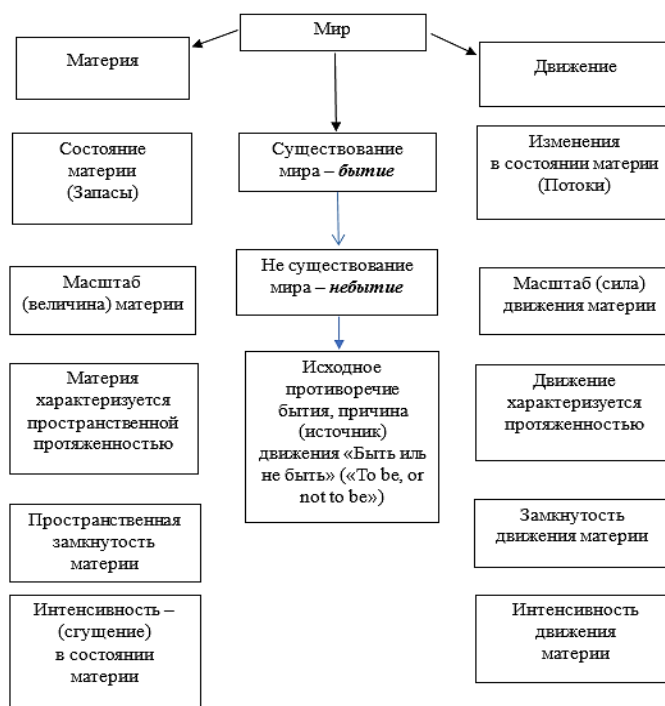 Мир
Материя
Движение
Состояние
материи
(Запасы)
Существование
мира – бытие
Изменения
в состоянии материи
(Потоки)
Не существование
мира – небытие
Масштаб
(величина) материи
Масштаб (сила)
движения материи
Материя
характеризуется
пространственной
протяженностью
Исходное
противоречие
бытия, причина
(источник)
движения «Быть иль
не быть» («To be, or
not to be»)
Движение
характеризуется
протяженностью
Пространственная
замкнутость
материи
Замкнутость
движения материи
Интенсивность –
(сгущение)
в состоянии
материи
Интенсивность
движения
материи